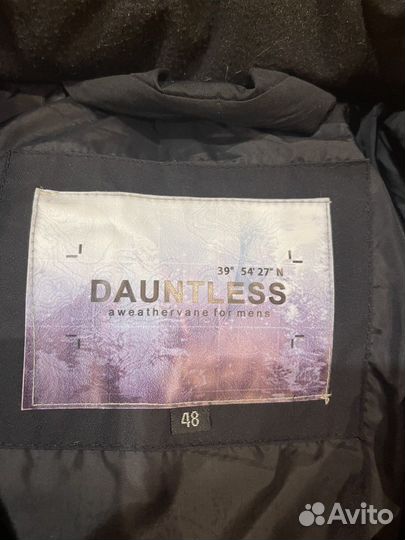 39° 54' 27" N
DAUNTLESS
aweathervane for mens
48
Avito